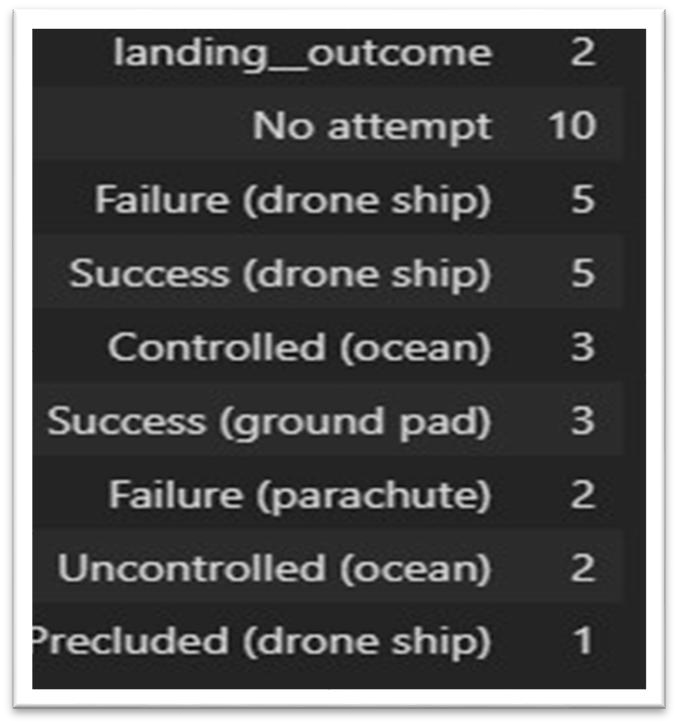 landing__outcome 2
No attempt 10
Failure (drone ship) 5
Success (drone ship) 5
Controlled (ocean) 3
Success (ground pad) 3
Failure (parachute) 2
Uncontrolled (ocean) 2
Precluded (drone ship) 1